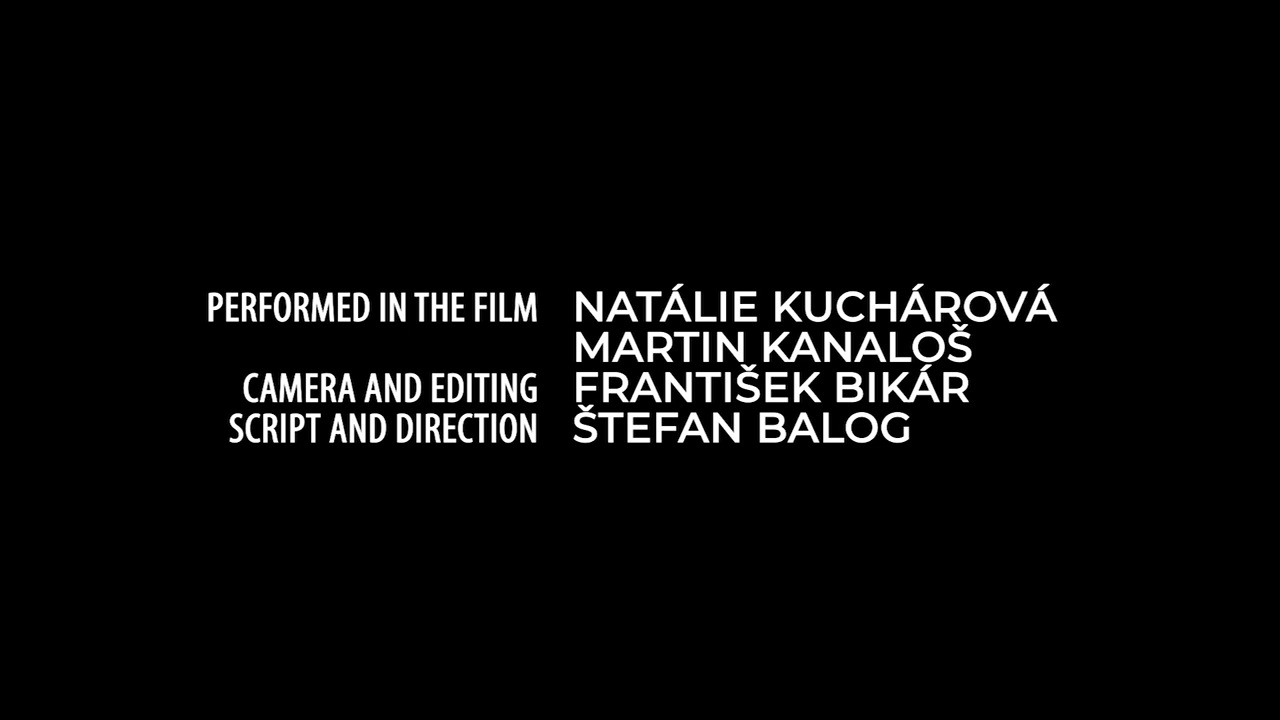 PERFORMED IN THE FILM NATÁLIE KUCHÁROVÁ
MARTIN KANALOŠ
CAMERA AND EDITING FRANTIŠEK BIKÁR
SCRIPT AND DIRECTION ŠTEFAN BALOG